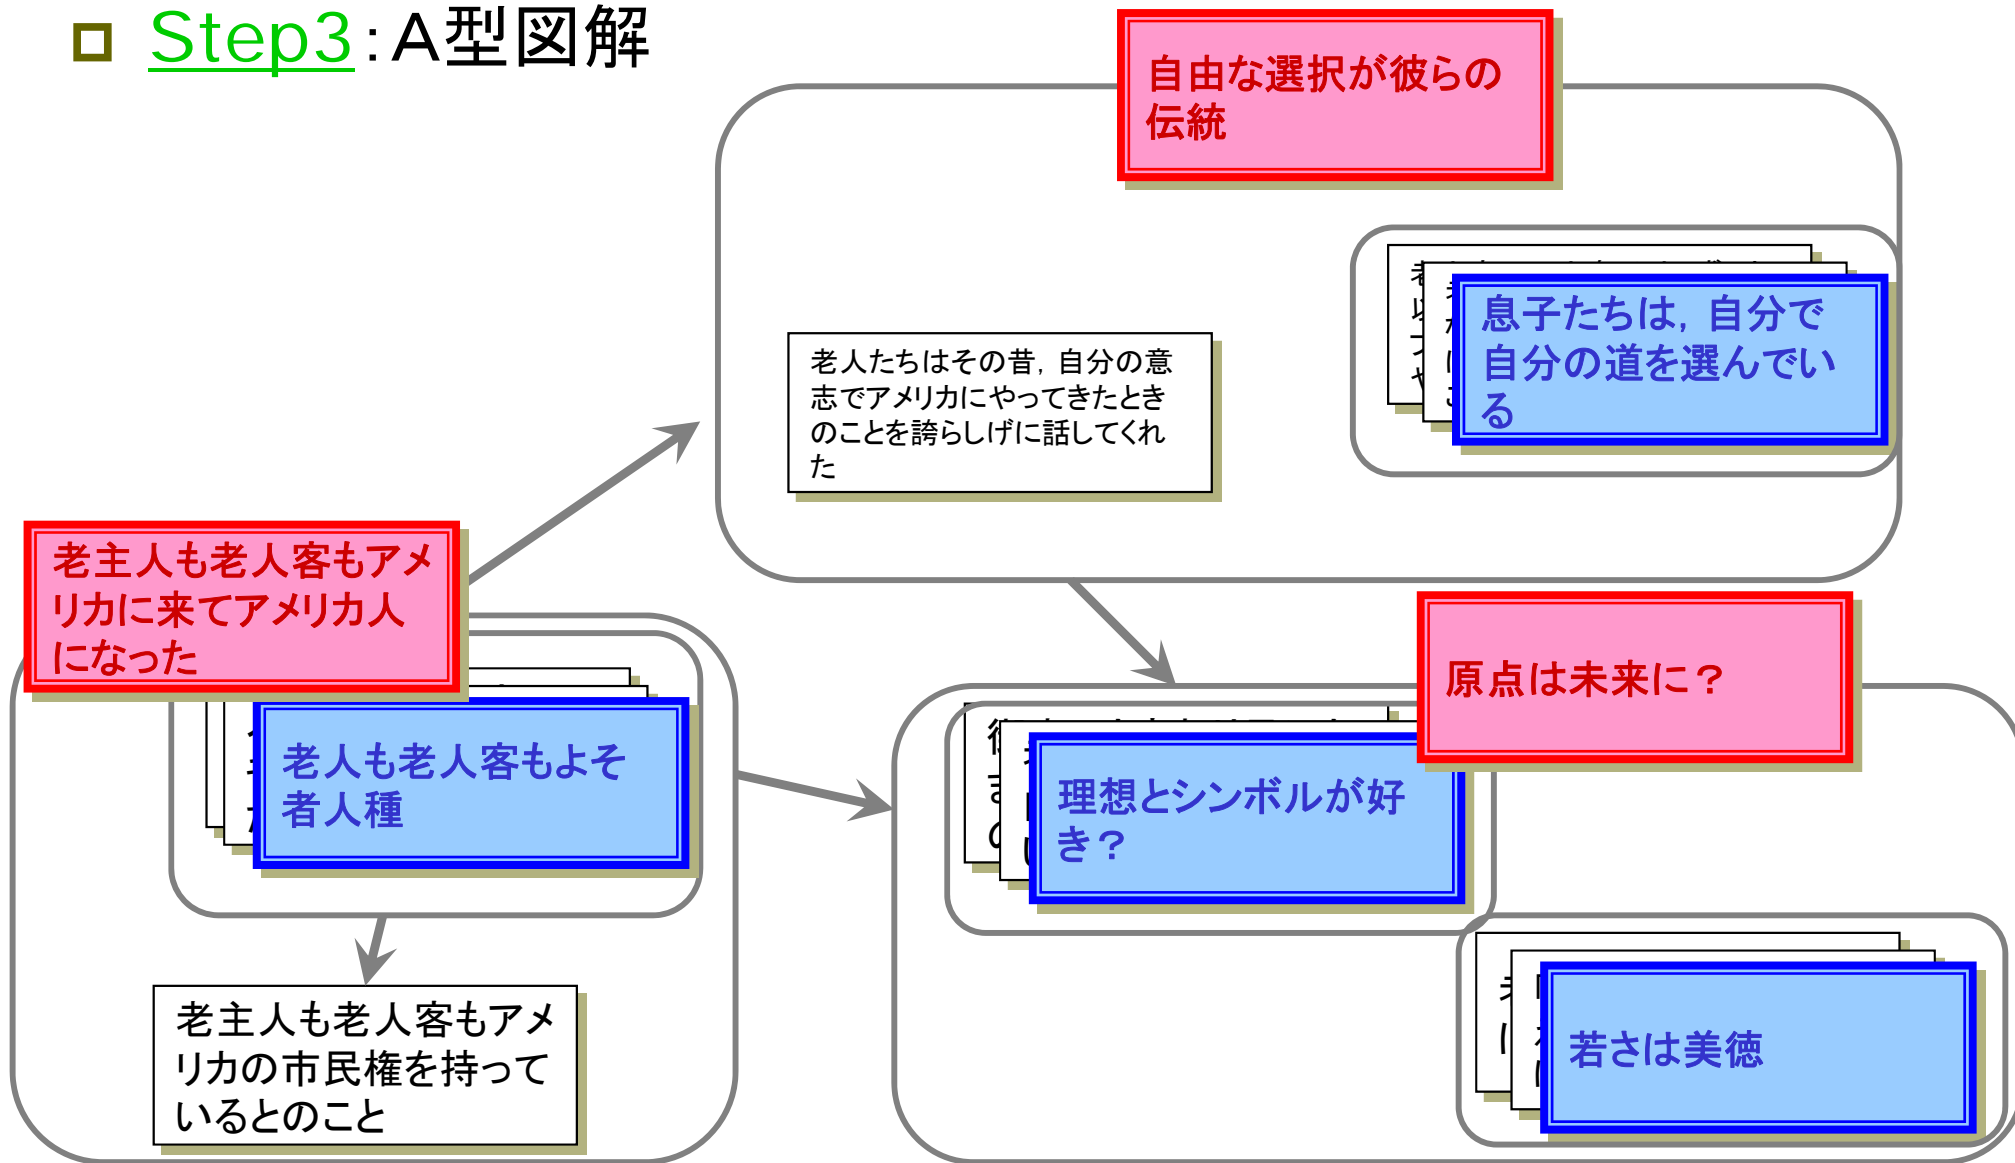 Step3:A型図解
自由な選択が彼らの
伝統
息子たちは，自分で
自分の道を選んでい
る
老人たちはその昔，自分の意
志でアメリカにやってきたとき
のことを誇らしげに話してくれ
た
老主人も老人客もアメ
リカに来てアメリカ人
になった
老人も老人客もよそ
者人種
老主人も老人客もアメ
リカの市民権を持って
いるとのこと
原点は未来に？
理想とシンボルが好
き？
若さは美徳